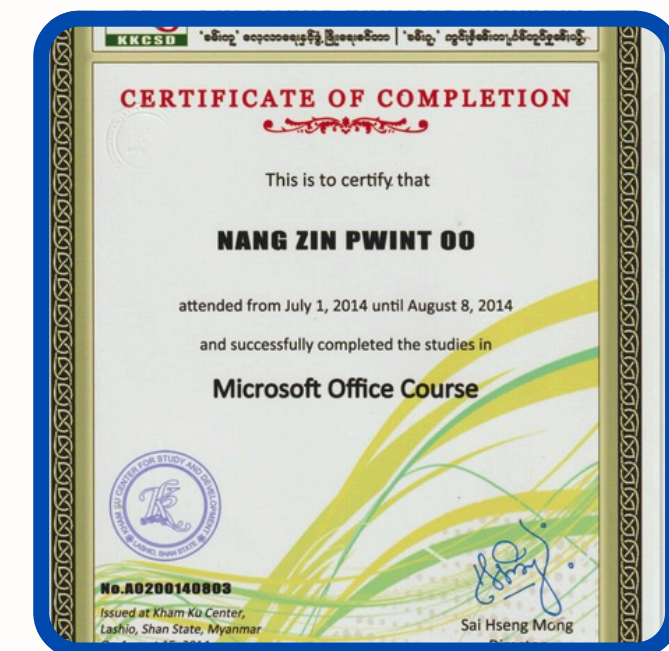 KKCSD
CERTIFICATE OF COMPLETION
This is to certify that
NANG ZIN PWINT OO
attended from July 1, 2014 until August 8, 2014
and successfully completed the studies in
Microsoft Office Course
KHAM KU CENTER FOR STUDY AND DEVELOPMENT
LASHIO, SHAN STATE
No.A0200140803
Issued at Kham Ku Center,
Lashio, Shan State, Myanmar
Sai Hseng Mong